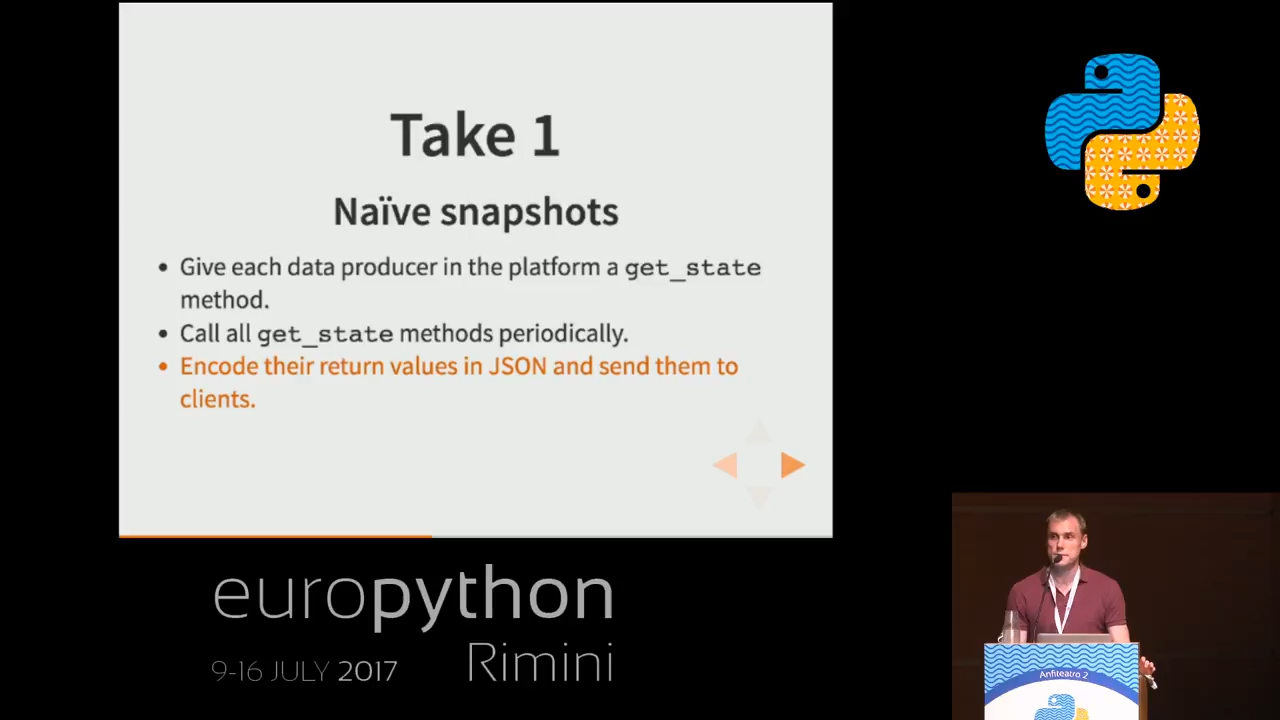 Take 1
Naïve snapshots
• Give each data producer in the platform a get_state
method.
• Call all get_state methods periodically.
• Encode their return values in JSON and send them to
clients.
europython
9-16 JULY 2017 Rimini
Anfiteatro 2